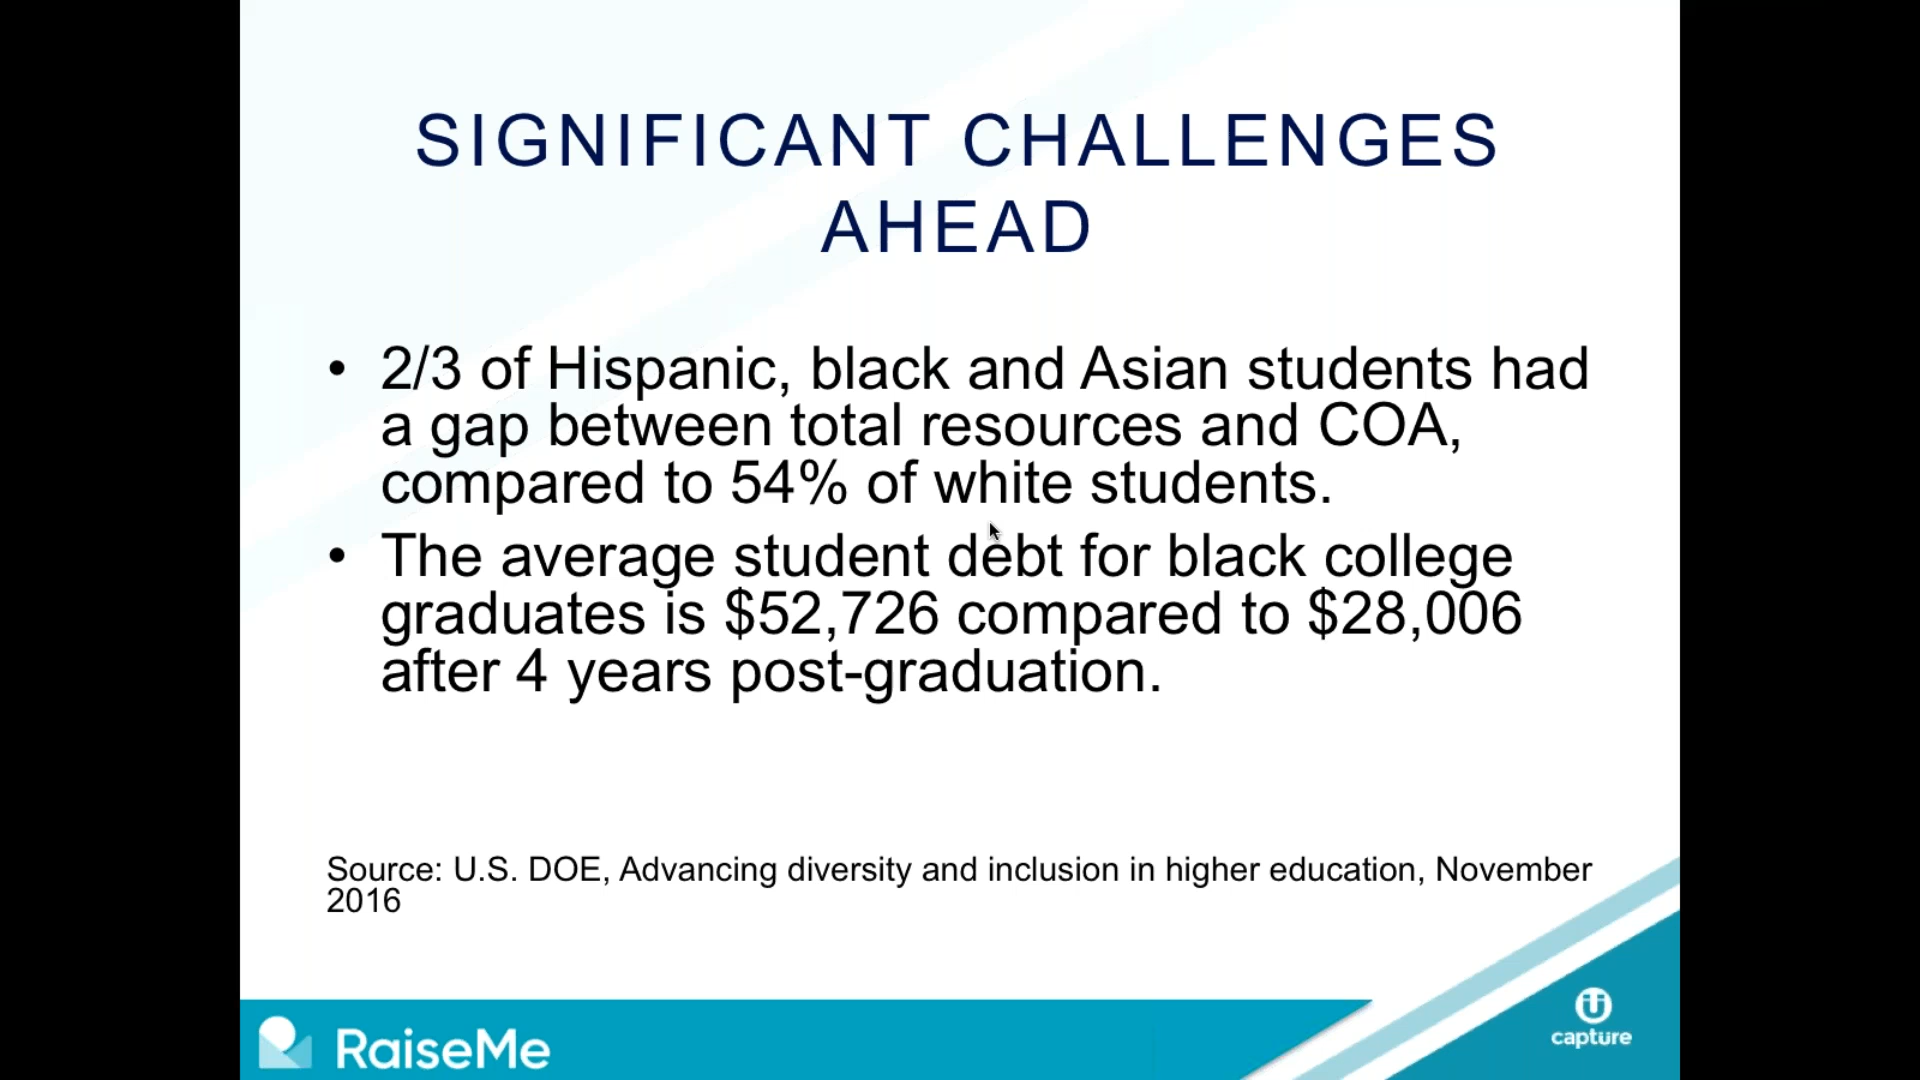 SIGNIFICANT CHALLENGES
AHEAD
• 2/3 of Hispanic, black and Asian students had
a gap between total resources and COA,
compared to 54% of white students.
• The average student debt for black college
graduates is $52,726 compared to $28,006
after 4 years post-graduation.
Source: U.S. DOE, Advancing diversity and inclusion in higher education, November
2016
RaiseMe
capture